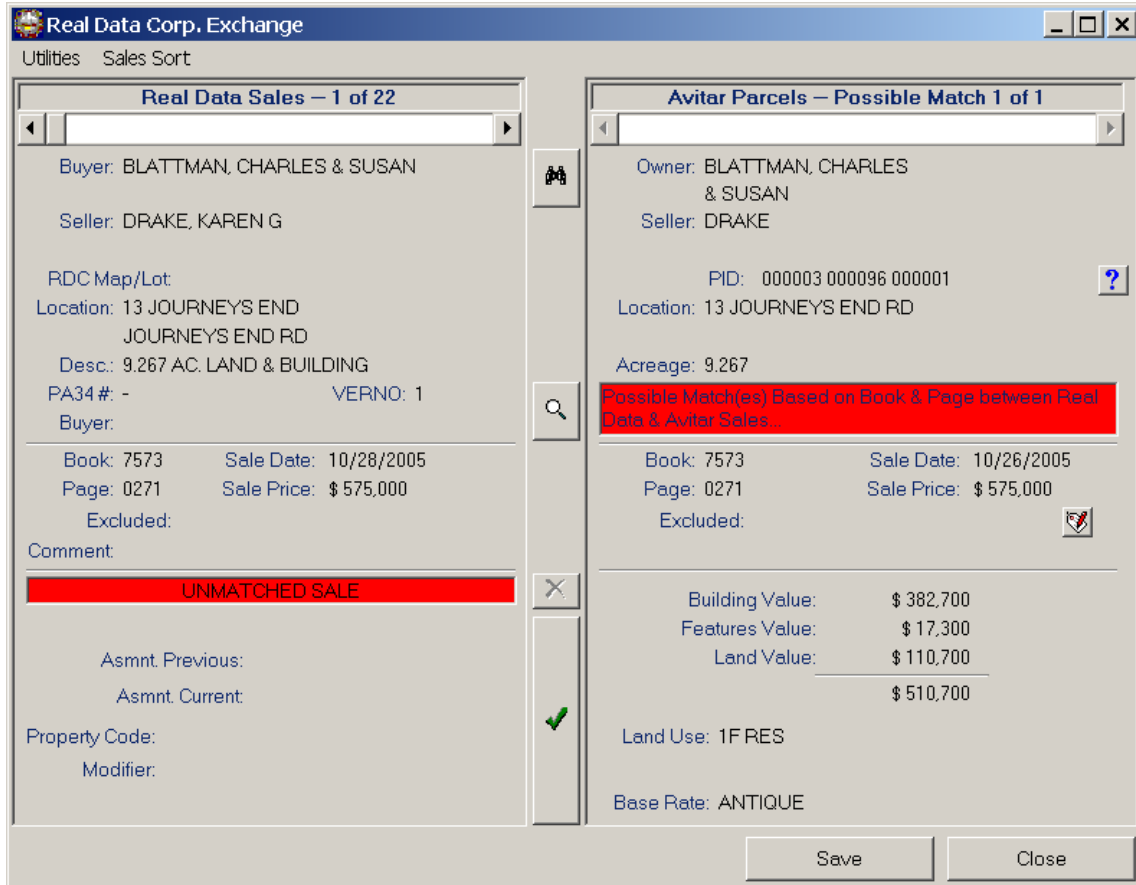 Real Data Corp. Exchange
Utilities Sales Sort
Real Data Sales – 1 of 22
Buyer: BLATTMAN, CHARLES & SUSAN
Seller: DRAKE, KAREN G
RDC Map/Lot:
Location: 13 JOURNEYS END
JOURNEYS END RD
Desc.: 9.267 AC. LAND & BUILDING
PA34 #: - VERNO: 1
Buyer:
Book: 7573 Sale Date: 10/28/2005
Page: 0271 Sale Price: $ 575,000
Excluded:
Comment:
UNMATCHED SALE
Asmnt. Previous:
Asmnt. Current:
Property Code:
Modifier:
Avitar Parcels – Possible Match 1 of 1
Owner: BLATTMAN, CHARLES
& SUSAN
Seller: DRAKE
PID: 000003 000096 000001
?
Location: 13 JOURNEYS END RD
Acreage: 9.267
Possible Match(es) Based on Book & Page between Real
Data & Avitar Sales...
Book: 7573 Sale Date: 10/26/2005
Page: 0271 Sale Price: $ 575,000
Excluded:
Building Value: $ 382,700
Features Value: $ 17,300
Land Value: $ 110,700
$ 510,700
Land Use: 1F RES
Base Rate: ANTIQUE
Save Close